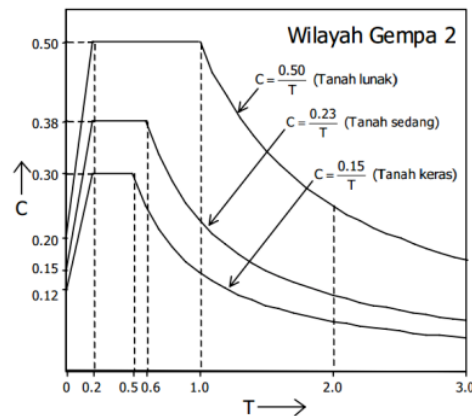 Wilayah Gempa 2
0.50
C = 0.50/T (Tanah lunak)
0.38
C = 0.23/T (Tanah sedang)
0.30
C = 0.15/T (Tanah keras)
C
0.20
0.15
0.12
0 0.2 0.5 0.6 1.0 2.0 3.0
T